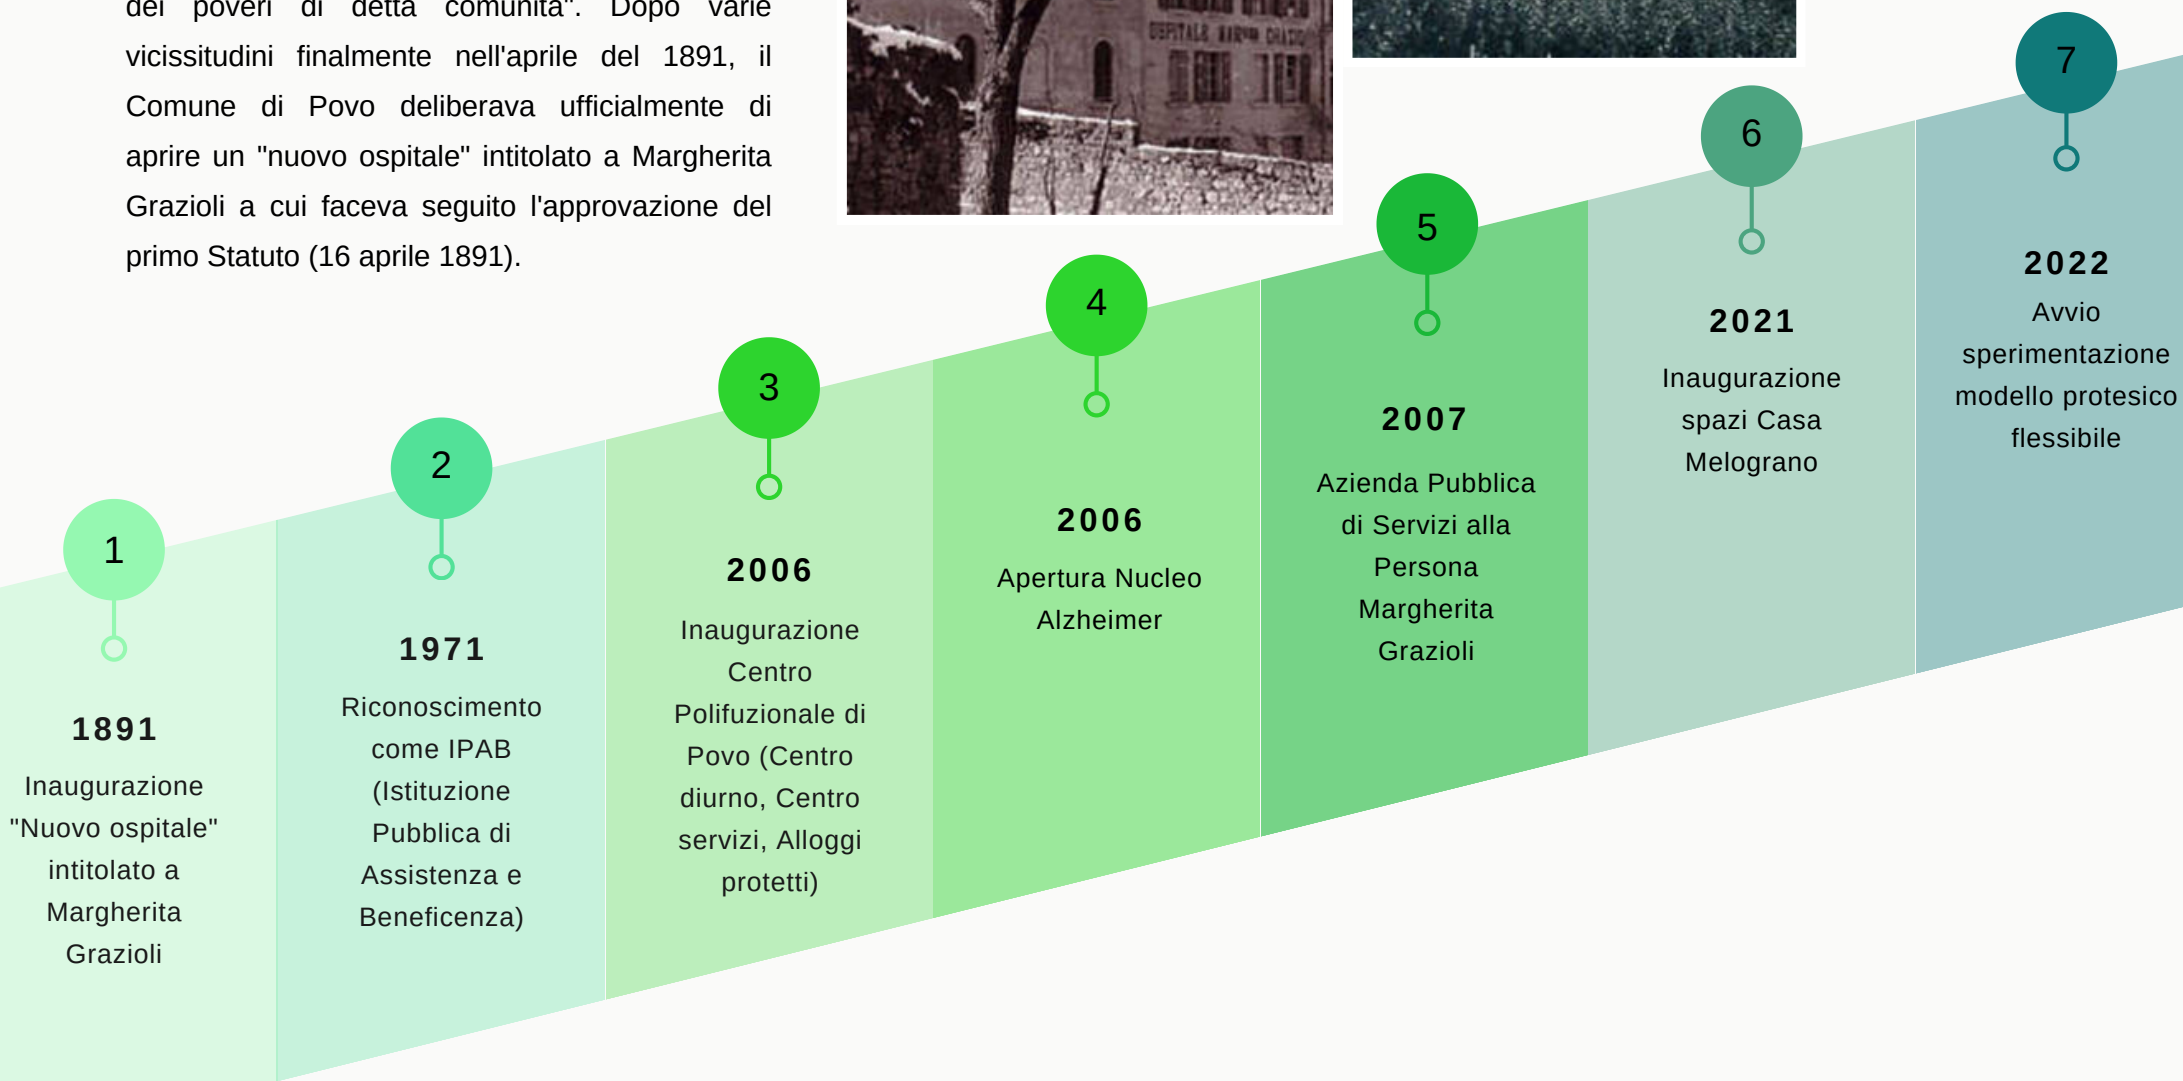 dei poveri di detta comunità". Dopo varie
vicissitudini finalmente nell'aprile del 1891, il
Comune di Povo deliberava ufficialmente di
aprire un "nuovo ospitale" intitolato a Margherita
Grazioli a cui faceva seguito l'approvazione del
primo Statuto (16 aprile 1891).
OSPITALE
1
1891
Inaugurazione
"Nuovo ospitale"
intitolato a
Margherita
Grazioli
2
1971
Riconoscimento
come IPAB
(Istituzione
Pubblica di
Assistenza e
Beneficenza)
3
2006
Inaugurazione
Centro
Polifuzionale di
Povo (Centro
diurno, Centro
servizi, Alloggi
protetti)
4
2006
Apertura Nucleo
Alzheimer
5
2007
Azienda Pubblica
di Servizi alla
Persona
Margherita
Grazioli
6
2021
Inaugurazione
spazi Casa
Melograno
7
2022
Avvio
sperimentazione
modello protesico
flessibile